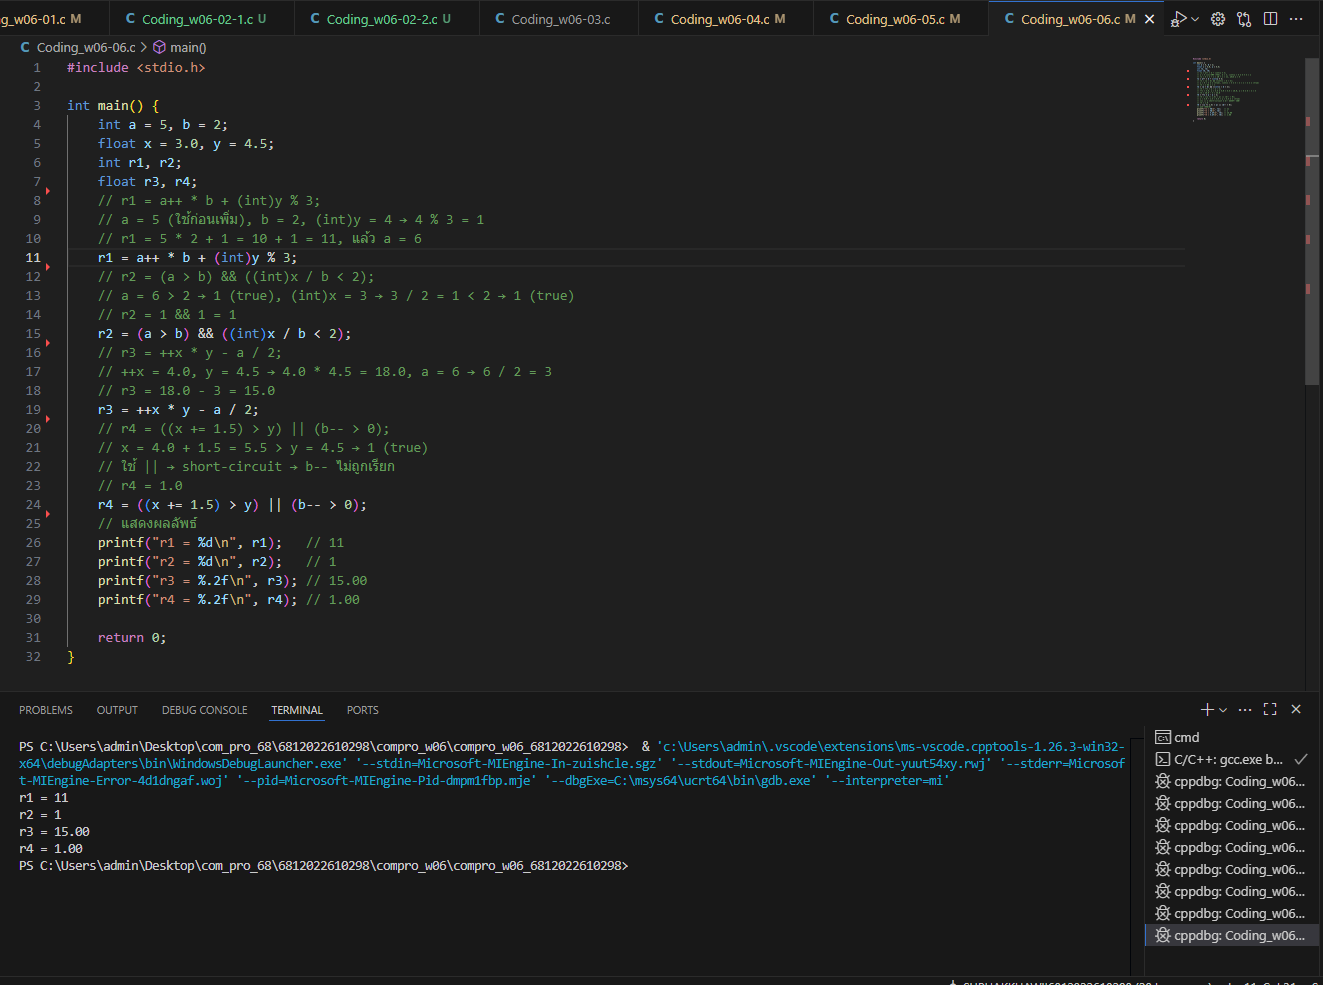 g_w06-01.c M
C Coding_w06-02-1.c U
C Coding_w06-02-2.c U
C Coding_w06-03.c
C Coding_w06-04.c M
C Coding_w06-05.c M
C Coding_w06-06.c M
C Coding_w06-06.c > main()
1 #include <stdio.h>
2
3 int main() {
4 int a = 5, b = 2;
5 float x = 3.0, y = 4.5;
6 int r1, r2;
7 float r3, r4;
8 // r1 = a++ * b + (int)y % 3;
9 // a = 5 (ใช้ก่อนเพิ่ม), b = 2, (int)y = 4 → 4 % 3 = 1
10 // r1 = 5 * 2 + 1 = 10 + 1 = 11, แล้ว a = 6
11 r1 = a++ * b + (int)y % 3;
12 // r2 = (a > b) && ((int)x / b < 2);
13 // a = 6 > 2 → 1 (true), (int)x = 3 → 3 / 2 = 1 < 2 → 1 (true)
14 // r2 = 1 && 1 = 1
15 r2 = (a > b) && ((int)x / b < 2);
16 // r3 = ++x * y - a / 2;
17 // ++x = 4.0, y = 4.5 → 4.0 * 4.5 = 18.0, a = 6 → 6 / 2 = 3
18 // r3 = 18.0 - 3 = 15.0
19 r3 = ++x * y - a / 2;
20 // r4 = ((x += 1.5) > y) || (b-- > 0);
21 // x = 4.0 + 1.5 = 5.5 > y = 4.5 → 1 (true)
22 // ใช้ || → short-circuit → b-- ไม่ถูกเรียก
23 // r4 = 1.0
24 r4 = ((x += 1.5) > y) || (b-- > 0);
25 // แสดงผลลัพธ์
26 printf("r1 = %d\n", r1); // 11
27 printf("r2 = %d\n", r2); // 1
28 printf("r3 = %.2f\n", r3); // 15.00
29 printf("r4 = %.2f\n", r4); // 1.00
30
31 return 0;
32 }
PROBLEMS OUTPUT DEBUG CONSOLE TERMINAL PORTS
PS C:\Users\admin\Desktop\com_pro_68\6812022610298\compro_w06\compro_w06_6812022610298> & 'c:\Users\admin\.vscode\extensions\ms-vscode.cpptools-1.26.3-win32-
x64\debugAdapters\bin\WindowsDebugLauncher.exe' '--stdin=Microsoft-MIEngine-In-zuishcle.sgz' '--stdout=Microsoft-MIEngine-Out-yuut54xy.rwj' '--stderr=Microsof
t-MIEngine-Error-4d1dngaf.woj' '--pid=Microsoft-MIEngine-Pid-dmpm1fbp.mje' '--dbgExe=C:\msys64\ucrt64\bin\gdb.exe' '--interpreter=mi'
r1 = 11
r2 = 1
r3 = 15.00
r4 = 1.00
PS C:\Users\admin\Desktop\com_pro_68\6812022610298\compro_w06\compro_w06_6812022610298>
cmd
C/C++: gcc.exe b...
cppdbg: Coding_w06...
cppdbg: Coding_w06...
cppdbg: Coding_w06...
cppdbg: Coding_w06...
cppdbg: Coding_w06...
cppdbg: Coding_w06...
cppdbg: Coding_w06...
cppdbg: Coding_w06...